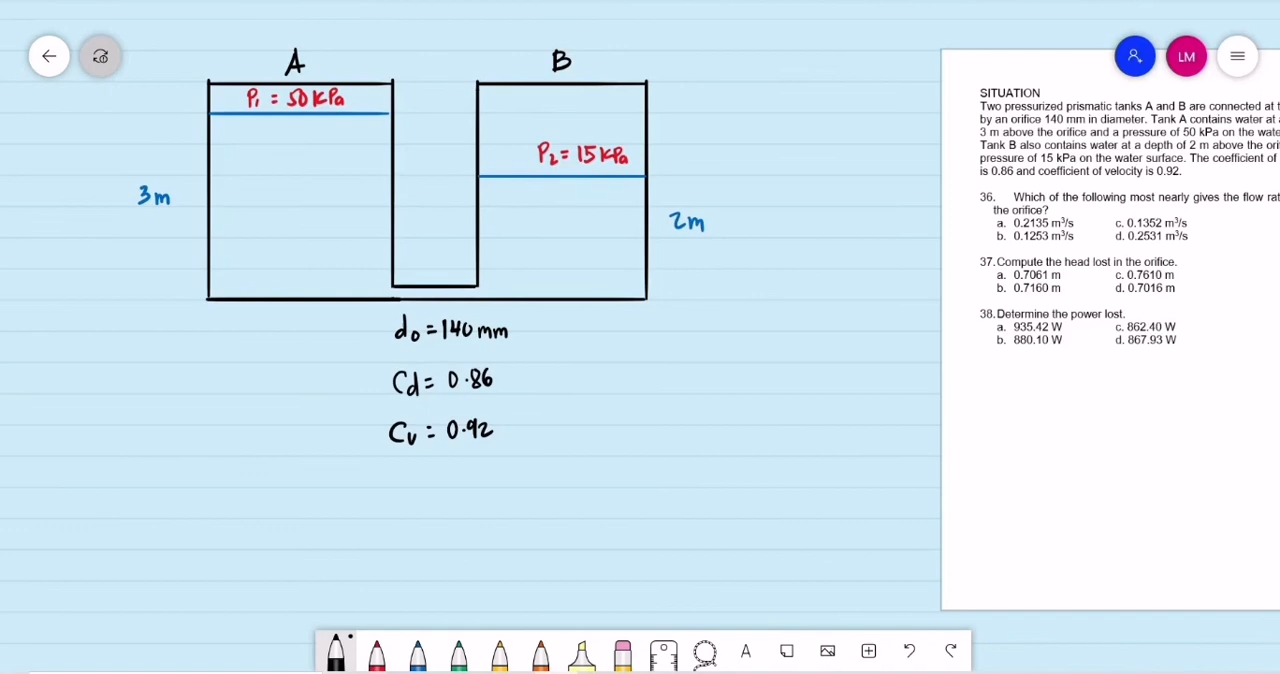 A
B
P₁ = 50 kPa
P₂ = 15 kPa
3 m
2 m
d₀ = 140 mm
Cd = 0.86
Cv = 0.92
LM
SITUATION
Two pressurized prismatic tanks A and B are connected at
by an orifice 140 mm in diameter. Tank A contains water at
3 m above the orifice and a pressure of 50 kPa on the wate
Tank B also contains water at a depth of 2 m above the ori
pressure of 15 kPa on the water surface. The coefficient of
is 0.86 and coefficient of velocity is 0.92.
36. Which of the following most nearly gives the flow rat
the orifice?
a. 0.2135 m³/s c. 0.1352 m³/s
b. 0.1253 m³/s d. 0.2531 m³/s
37. Compute the head lost in the orifice.
a. 0.7061 m c. 0.7610 m
b. 0.7160 m d. 0.7016 m
38. Determine the power lost.
a. 935.42 W c. 862.40 W
b. 880.10 W d. 867.93 W
A